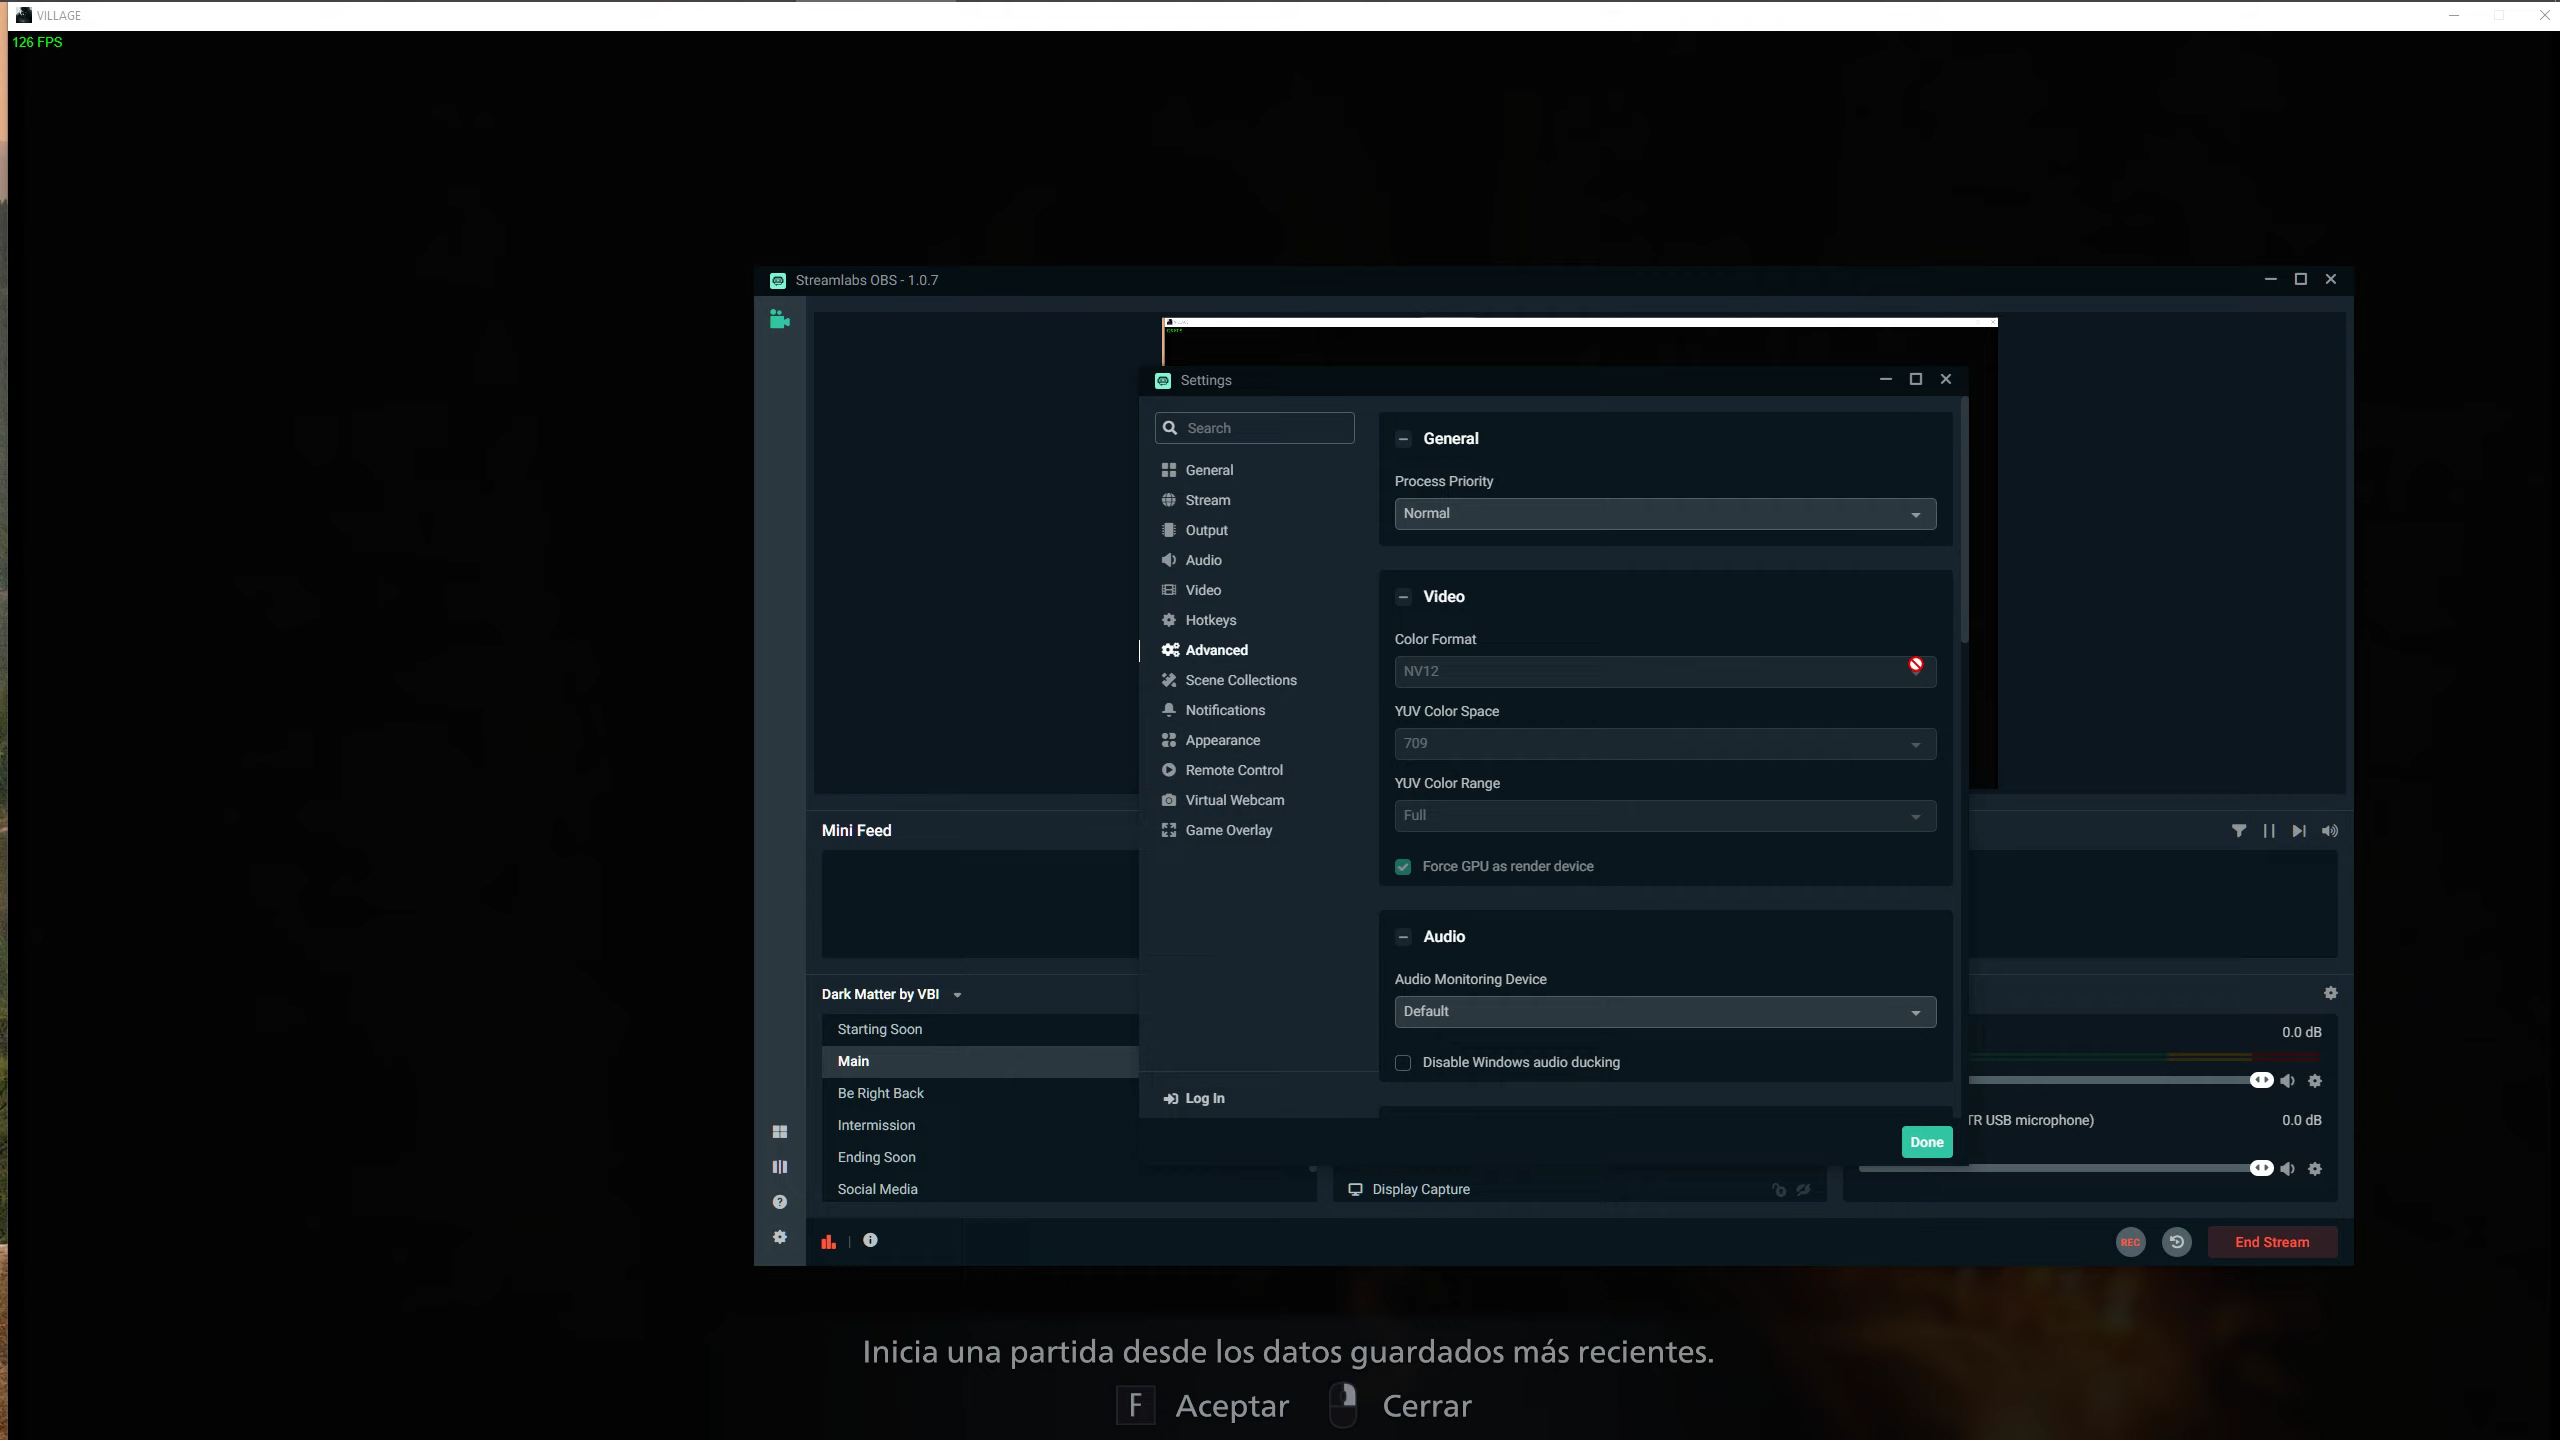 VILLAGE
126 FPS
Streamlabs OBS - 1.0.7
Settings
Search
General
Stream
Output
Audio
Video
Hotkeys
Advanced
Scene Collections
Notifications
Appearance
Remote Control
Virtual Webcam
Game Overlay
Log In
General
Process Priority
Normal
Video
Color Format
NV12
YUV Color Space
709
YUV Color Range
Full
Force GPU as render device
Audio
Audio Monitoring Device
Default
Disable Windows audio ducking
Done
Mini Feed
Dark Matter by VBI
Starting Soon
Main
Be Right Back
Intermission
Ending Soon
Social Media
Display Capture
0.0 dB
TR USB microphone) 0.0 dB
REC
End Stream
Inicia una partida desde los datos guardados más recientes.
F Aceptar Cerrar